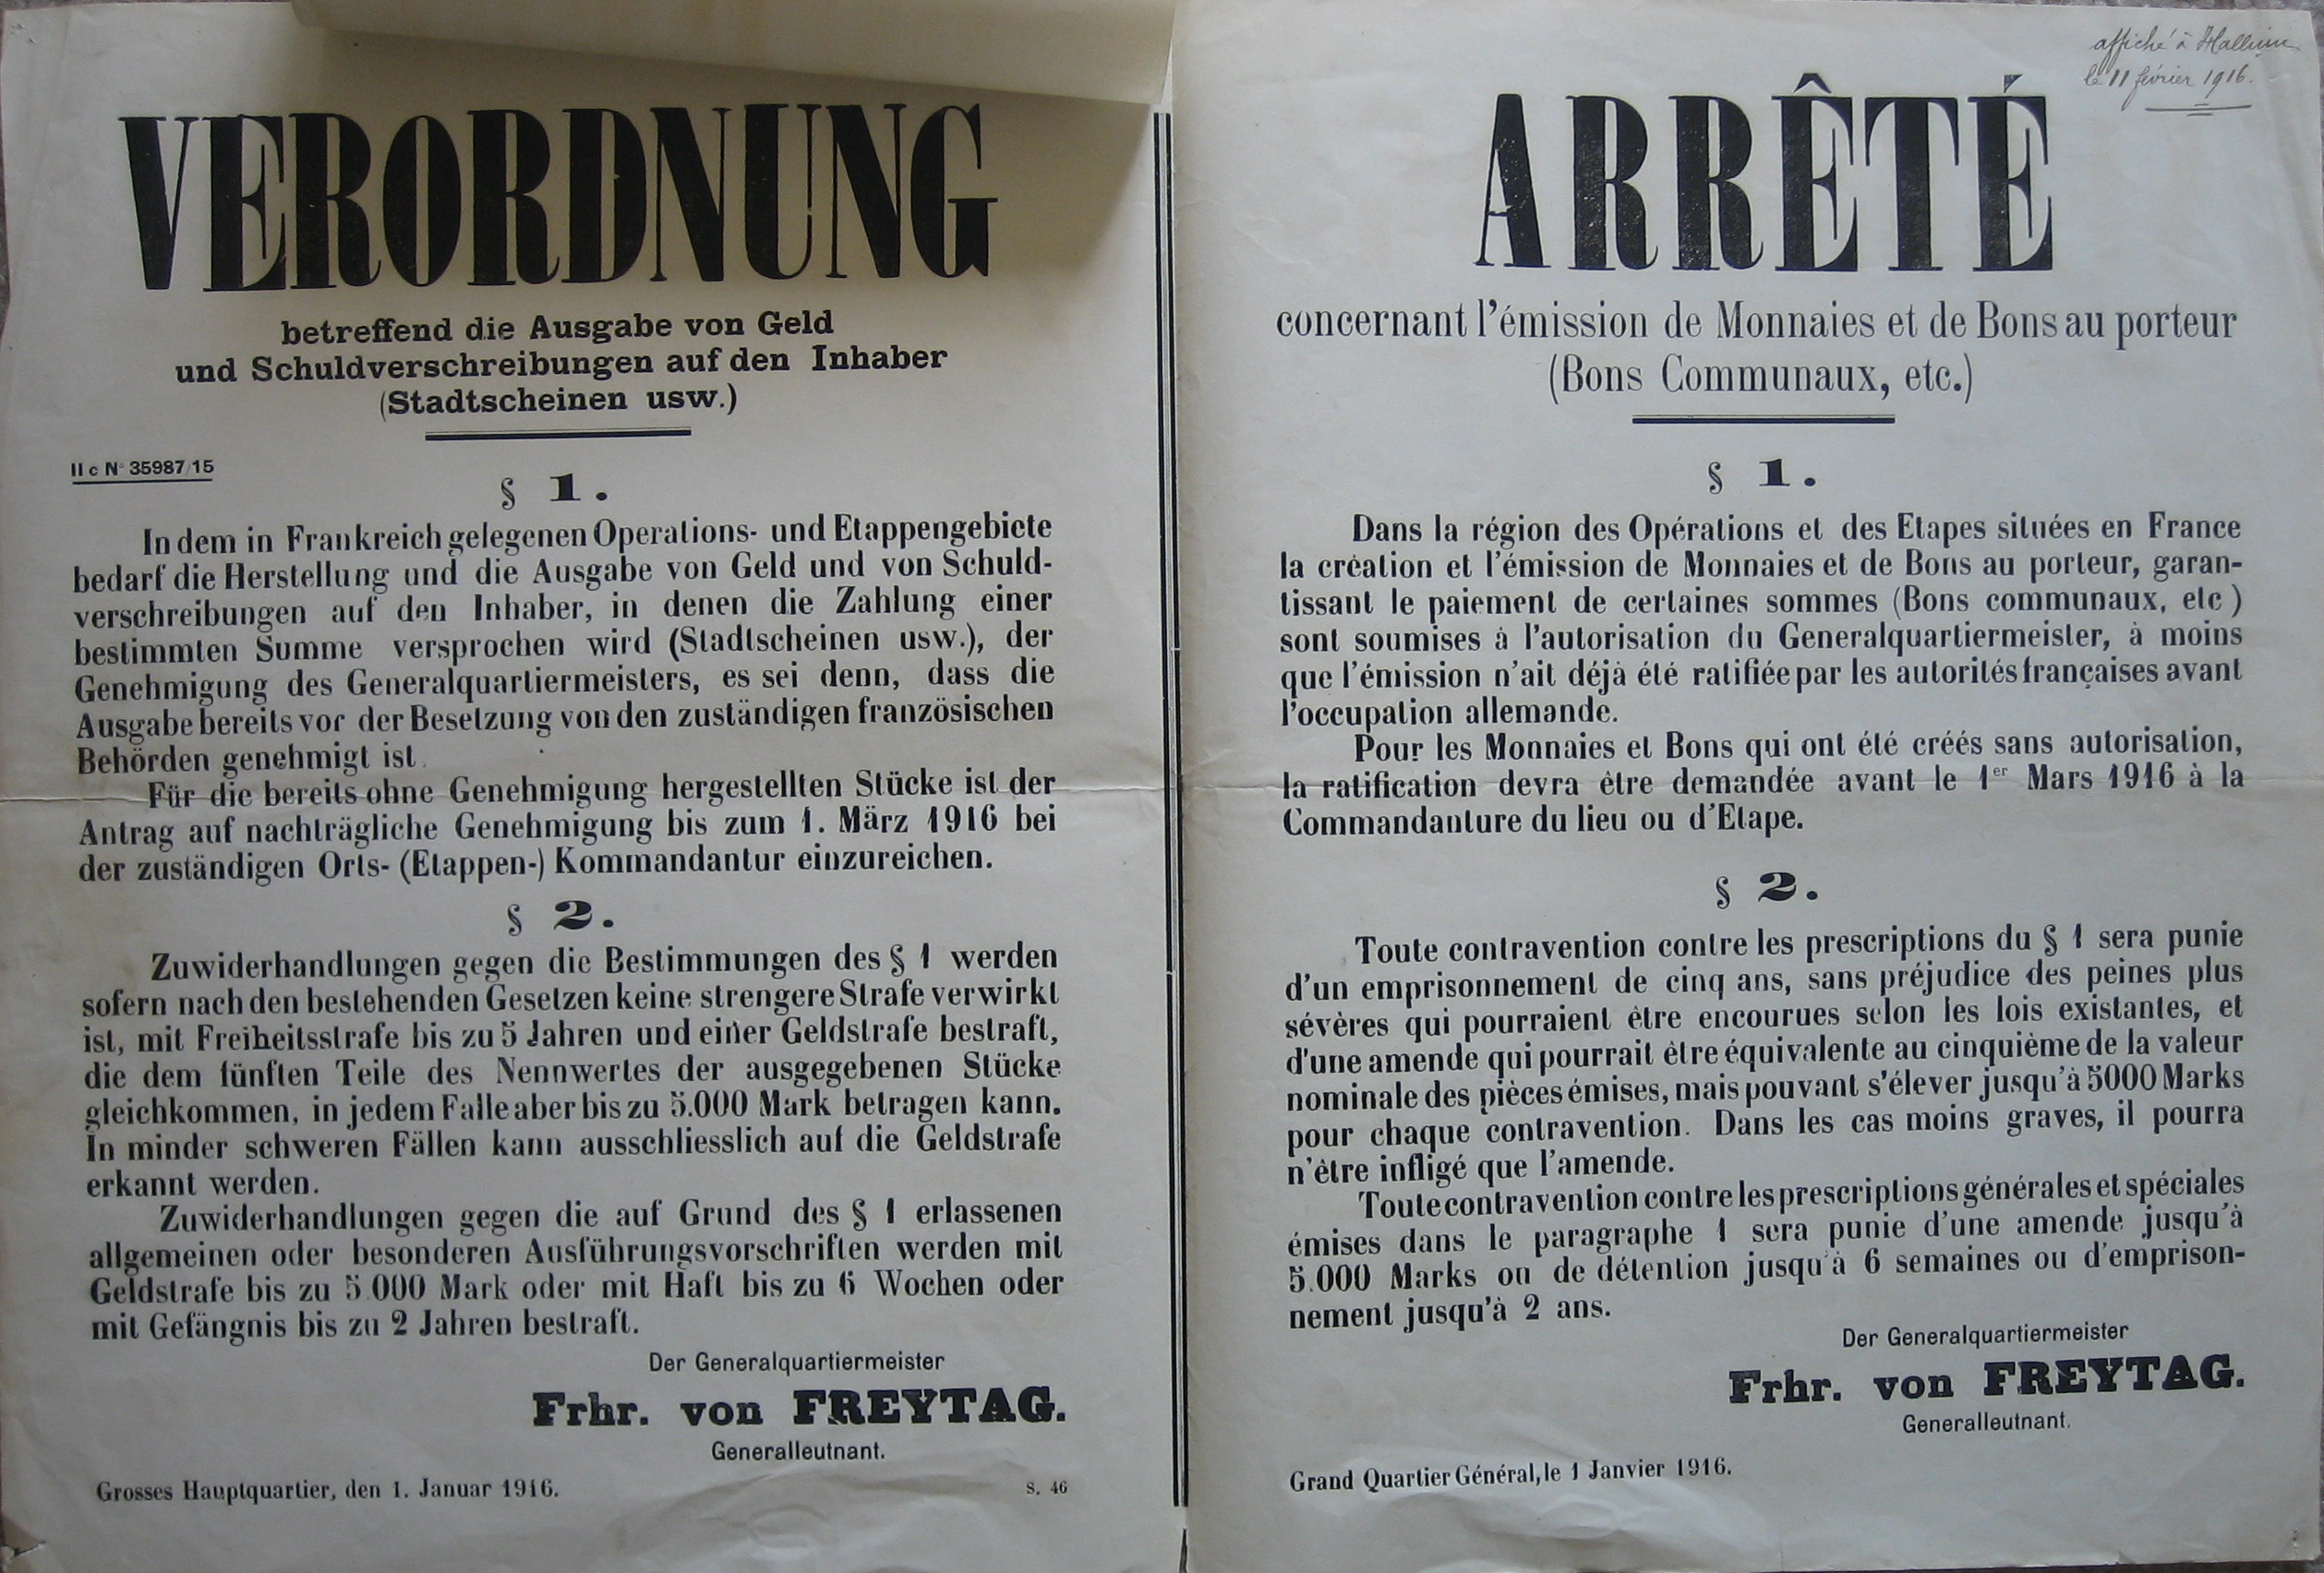 VERORDNUNG
betreffend die Ausgabe von Geld
und Schuldverschreibungen auf den Inhaber
(Stadtscheinen usw.)
II c N° 35987/15
§ 1.
In dem in Frankreich gelegenen Operations- und Etappengebiete
bedarf die Herstellung und die Ausgabe von Geld und von Schuld-
verschreibungen auf den Inhaber, in denen die Zahlung einer
bestimmten Summe versprochen wird (Stadtscheinen usw.), der
Genehmigung des Generalquartiermeisters, es sei denn, dass die
Ausgabe bereits vor der Besetzung von den zuständigen französischen
Behörden genehmigt ist.
Für die bereits ohne Genehmigung hergestellten Stücke ist der
Antrag auf nachträgliche Genehmigung bis zum 1. März 1916 bei
der zuständigen Orts- (Etappen-) Kommandantur einzureichen.
§ 2.
Zuwiderhandlungen gegen die Bestimmungen des § 1 werden
sofern nach den bestehenden Gesetzen keine strengere Strafe verwirkt
ist, mit Freiheitsstrafe bis zu 5 Jahren und einer Geldstrafe bestraft,
die dem fünften Teile des Nennwertes der ausgegebenen Stücke
gleichkommen, in jedem Falle aber bis zu 5.000 Mark betragen kann.
In minder schweren Fällen kann ausschliesslich auf die Geldstrafe
erkannt werden.
Zuwiderhandlungen gegen die auf Grund des § 1 erlassenen
allgemeinen oder besonderen Ausführungsvorschriften werden mit
Geldstrafe bis zu 5.000 Mark oder mit Haft bis zu 6 Wochen oder
mit Gefängnis bis zu 2 Jahren bestraft.
Der Generalquartiermeister
Frhr. von FREYTAG.
Generalleutnant.
Grosses Hauptquartier, den 1. Januar 1916.
S. 46
affiché à Halluin
le 11 février 1916.
ARRÊTÉ
concernant l'émission de Monnaies et de Bons au porteur
(Bons Communaux, etc.)
§ 1.
Dans la région des Opérations et des Etapes situées en France
la création et l'émission de Monnaies et de Bons au porteur, garan-
tissant le paiement de certaines sommes (Bons communaux, etc)
sont soumises à l'autorisation du Generalquartiermeister, à moins
que l'émission n'ait déjà été ratifiée par les autorités françaises avant
l'occupation allemande.
Pour les Monnaies et Bons qui ont été créés sans autorisation,
la ratification devra être demandée avant le 1er Mars 1916 à la
Commandanture du lieu ou d'Etape.
§ 2.
Toute contravention contre les prescriptions du § 1 sera punie
d'un emprisonnement de cinq ans, sans préjudice des peines plus
sévères qui pourraient être encourues selon les lois existantes, et
d'une amende qui pourrait être équivalente au cinquième de la valeur
nominale des pièces émises, mais pouvant s'élever jusqu'à 5000 Marks
pour chaque contravention. Dans les cas moins graves, il pourra
n'être infligé que l'amende.
Toute contravention contre les prescriptions générales et spéciales
émises dans le paragraphe 1 sera punie d'une amende jusqu'à
5.000 Marks ou de détention jusqu'à 6 semaines ou d'emprison-
nement jusqu'à 2 ans.
Der Generalquartiermeister
Frhr. von FREYTAG.
Generalleutnant.
Grand Quartier Général, le 1 Janvier 1916.